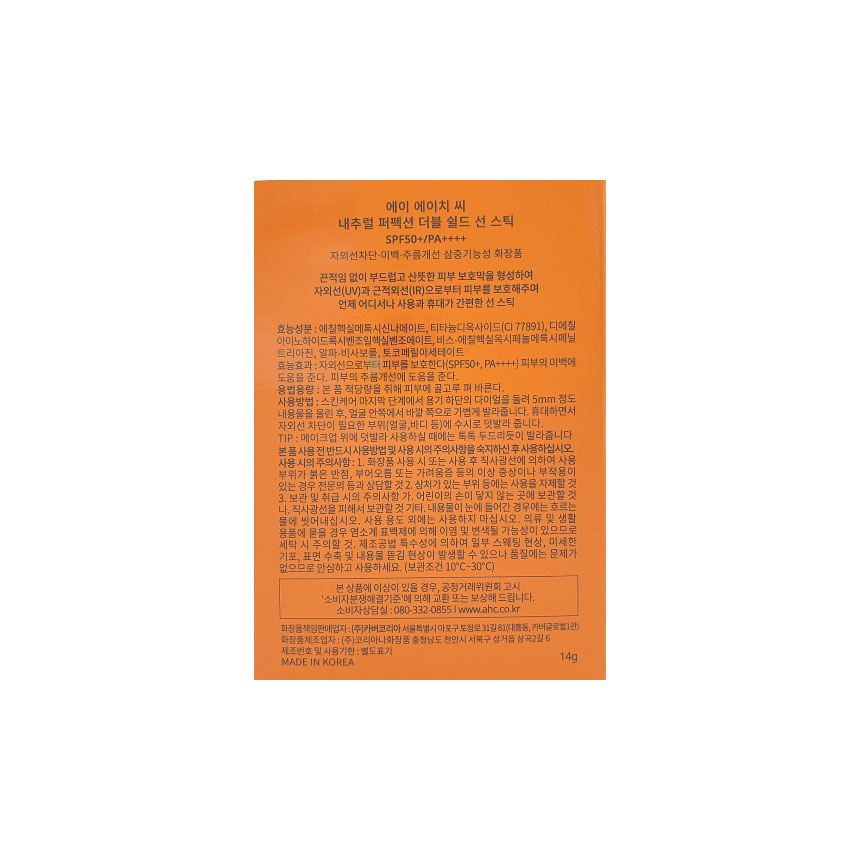 에이 에이치 씨
내추럴 퍼펙션 더블 쉴드 선 스틱
SPF50+/PA++++
자외선차단·미백·주름개선 삼중기능성 화장품
끈적임 없이 부드럽고 산뜻한 피부 보호막을 형성하여
자외선(UV)과 근적외선(IR)으로부터 피부를 보호해주며
언제 어디서나 사용과 휴대가 간편한 선 스틱
효능성분 : 에칠헥실메톡시신나메이트, 티타늄디옥사이드(CI 77891), 디에칠
아미노하이드록시벤조일헥실벤조에이트, 비스-에칠헥실옥시페놀메톡시페닐
트리아진, 알파-비사보롤, 토코페릴아세테이트
효능효과 : 자외선으로부터 피부를 보호한다(SPF50+, PA++++) 피부의 미백에
도움을 준다. 피부의 주름개선에 도움을 준다.
용법용량 : 본 품 적당량을 취해 피부에 골고루 펴 바른다.
사용방법 : 스킨케어 마지막 단계에서 용기 하단의 다이얼을 돌려 5mm 정도
내용물을 올린 후, 얼굴 안쪽에서 바깥 쪽으로 가볍게 발라줍니다. 휴대하면서
자외선 차단이 필요한 부위(얼굴,바디 등)에 수시로 덧발라 줍니다.
TIP : 메이크업 위에 덧발라 사용하실 때에는 톡톡 두드리듯이 발라줍니다
본 품 사용 전 반드시 사용방법 및 사용 시의 주의사항을 숙지하신 후 사용하십시오.
사용 시의 주의사항 : 1. 화장품 사용 시 또는 사용 후 직사광선에 의하여 사용
부위가 붉은 반점, 부어오름 또는 가려움증 등의 이상 증상이나 부작용이
있는 경우 전문의 등과 상담할 것 2. 상처가 있는 부위 등에는 사용을 자제할 것
3. 보관 및 취급 시의 주의사항 가. 어린이의 손이 닿지 않는 곳에 보관할 것
나. 직사광선을 피해서 보관할 것 기타. 내용물이 눈에 들어간 경우에는 흐르는
물에 씻어내십시오. 사용 용도 외에는 사용하지 마십시오. 의류 및 생활
용품에 묻을 경우 염소계 표백제에 의해 이염 및 변색될 가능성이 있으므로
세탁 시 주의할 것. 제조공법 특수성에 의하여 일부 스웨팅 현상, 미세한
기포, 표면 수축 및 내용물 뜯김 현상이 발생할 수 있으나 품질에는 문제가
없으므로 안심하고 사용하세요. (보관조건 10℃~30℃)
본 상품에 이상이 있을 경우, 공정거래위원회 고시
'소비자분쟁해결기준'에 의해 교환 또는 보상해 드립니다.
소비자상담실 : 080-332-0855 l www.ahc.co.kr
화장품책임판매업자 : (주)카버코리아 서울특별시 마포구 토정로 31길 81(대흥동, 카버글로벌1관)
화장품제조업자 : (주)코리아나화장품 충청남도 천안시 서북구 성거읍 삼곡2길 6
제조번호 및 사용기한 : 별도표기
MADE IN KOREA
14g